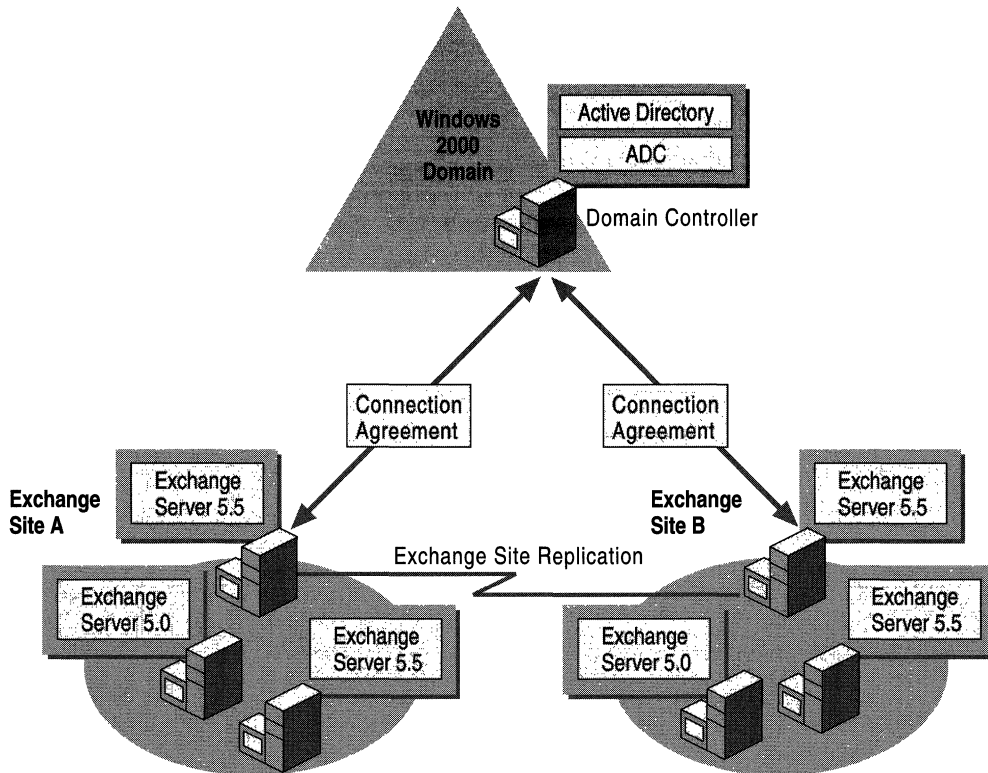 Windows
2000
Domain
Active Directory
ADC
Domain Controller
Connection
Agreement
Connection
Agreement
Exchange
Site A
Exchange
Server 5.5
Exchange
Site B
Exchange
Server 5.5
Exchange Site Replication
Exchange
Server 5.0
Exchange
Server 5.5
Exchange
Server 5.0
Exchange
Server 5.5